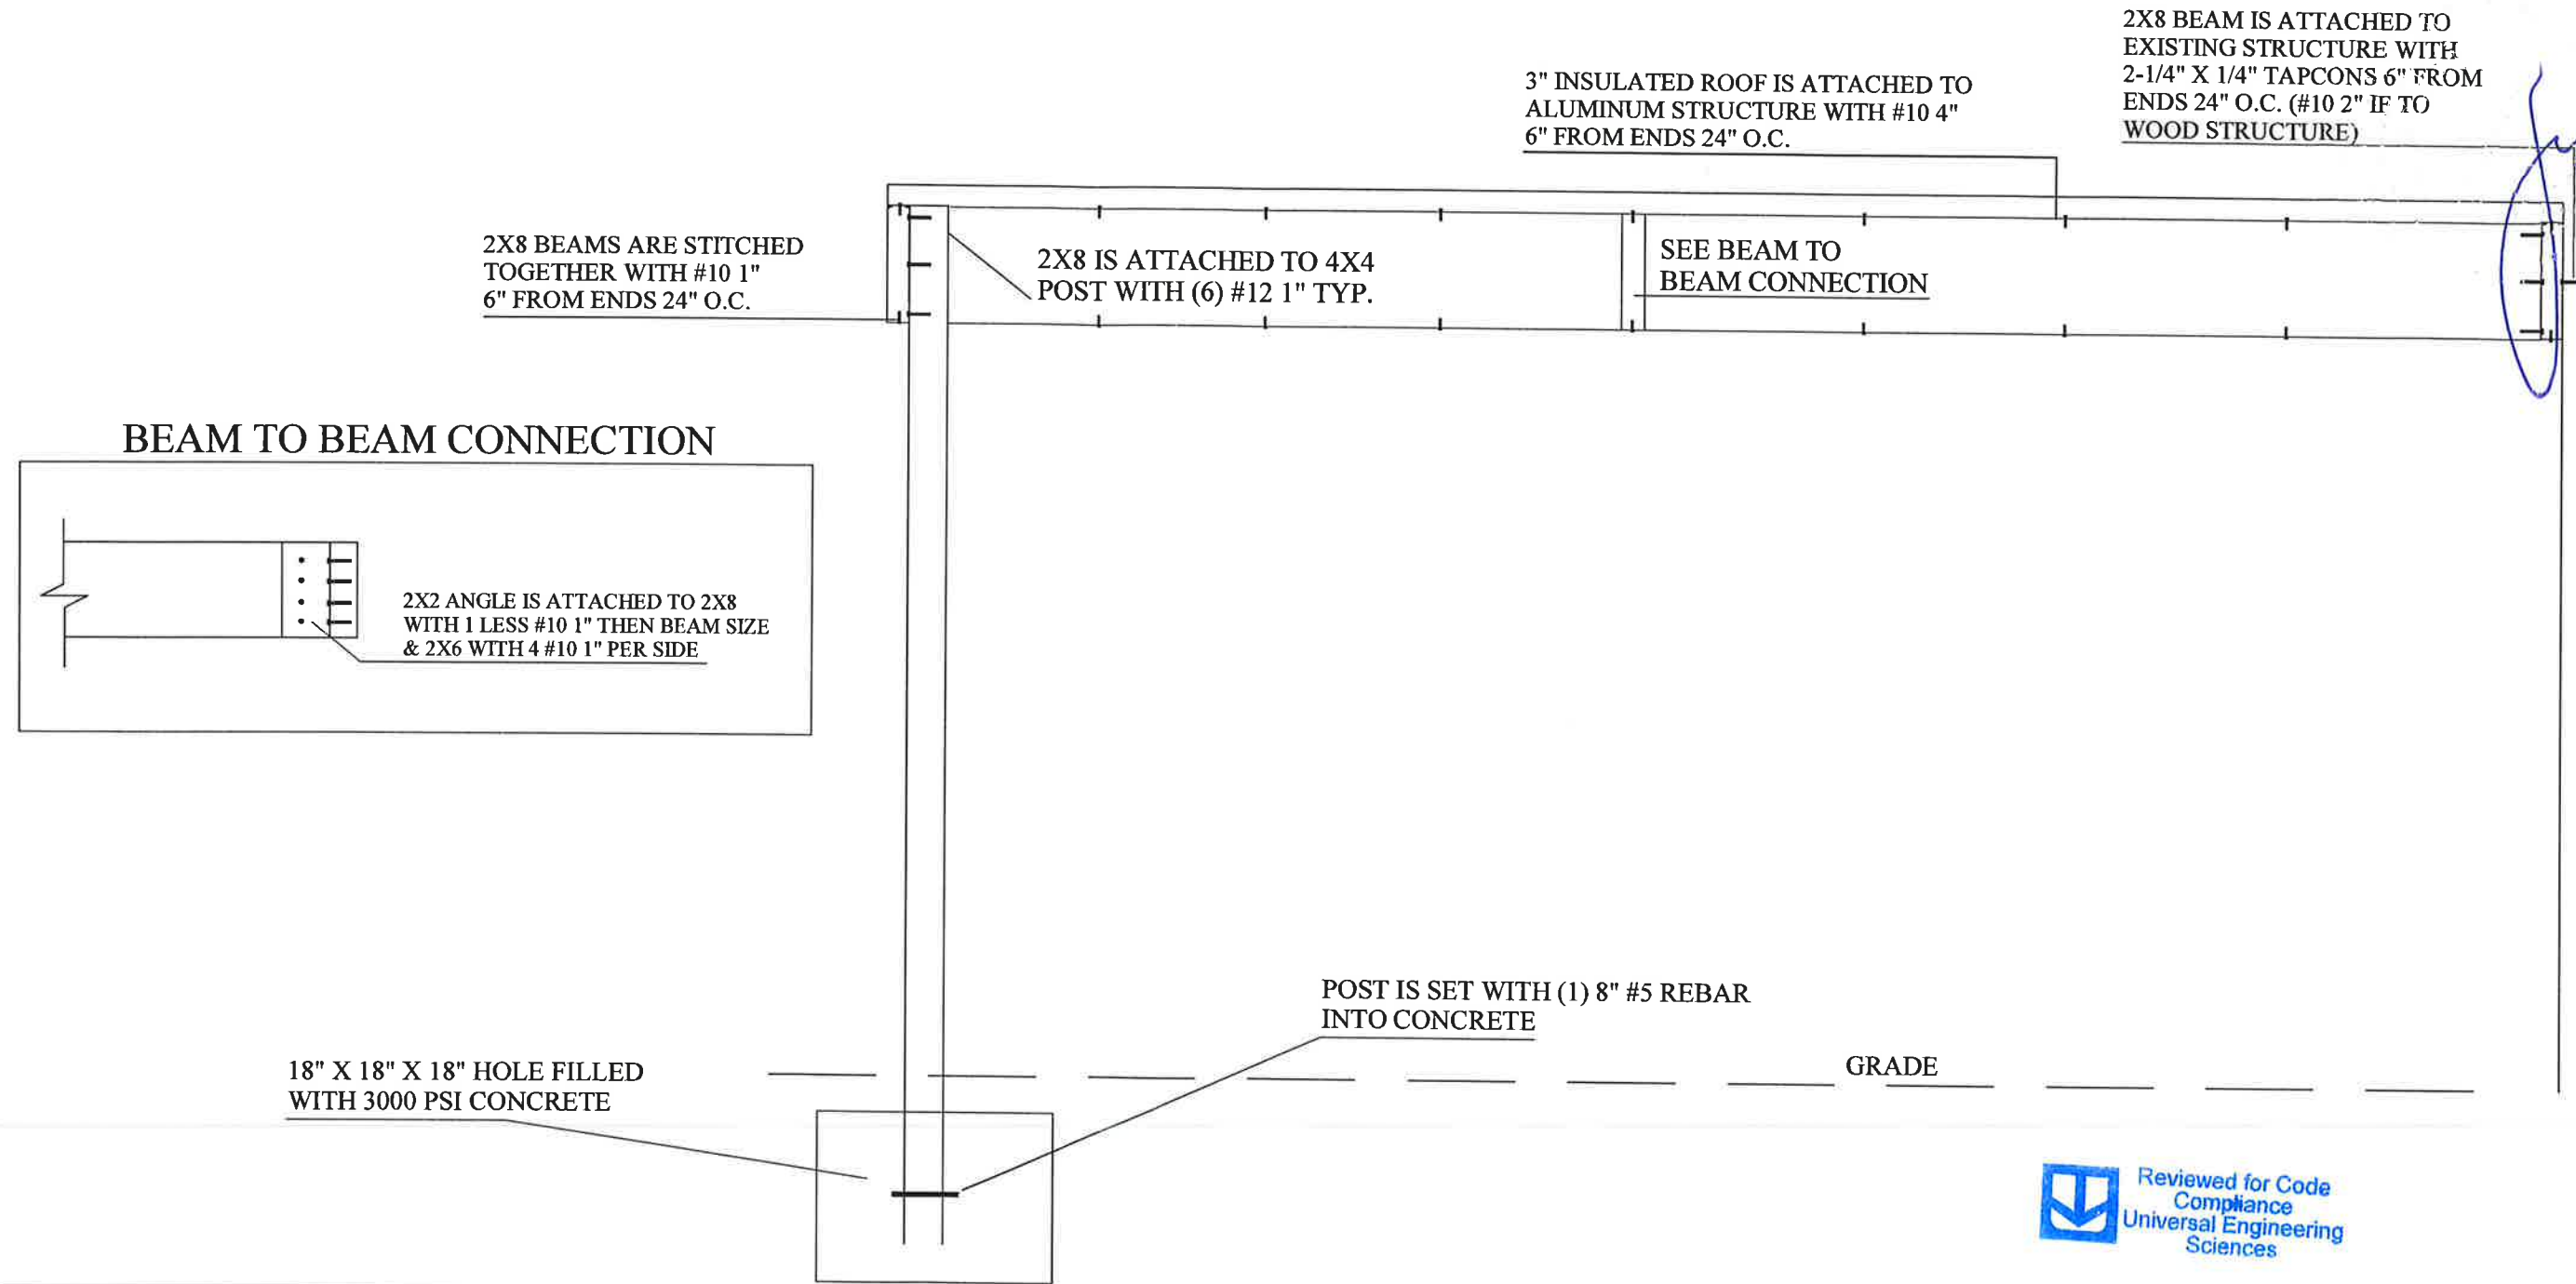 2X8 BEAM IS ATTACHED TO
EXISTING STRUCTURE WITH
2-1/4" X 1/4" TAPCONS 6" FROM
ENDS 24" O.C. (#10 2" IF TO
WOOD STRUCTURE)
3" INSULATED ROOF IS ATTACHED TO
ALUMINUM STRUCTURE WITH #10 4"
6" FROM ENDS 24" O.C.
2X8 BEAMS ARE STITCHED
TOGETHER WITH #10 1"
6" FROM ENDS 24" O.C.
2X8 IS ATTACHED TO 4X4
POST WITH (6) #12 1" TYP.
SEE BEAM TO
BEAM CONNECTION
BEAM TO BEAM CONNECTION
2X2 ANGLE IS ATTACHED TO 2X8
WITH 1 LESS #10 1" THEN BEAM SIZE
& 2X6 WITH 4 #10 1" PER SIDE
POST IS SET WITH (1) 8" #5 REBAR
INTO CONCRETE
18" X 18" X 18" HOLE FILLED
WITH 3000 PSI CONCRETE
GRADE
Reviewed for Code
Compliance
Universal Engineering
Sciences